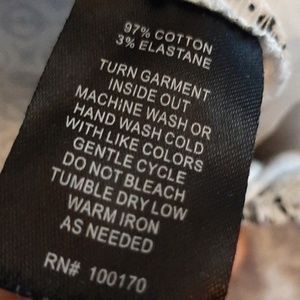 97% COTTON
3% ELASTANE
TURN GARMENT
INSIDE OUT
MACHINE WASH OR
HAND WASH COLD
WITH LIKE COLORS
GENTLE CYCLE
DO NOT BLEACH
TUMBLE DRY LOW
WARM IRON
AS NEEDED
RN# 100170